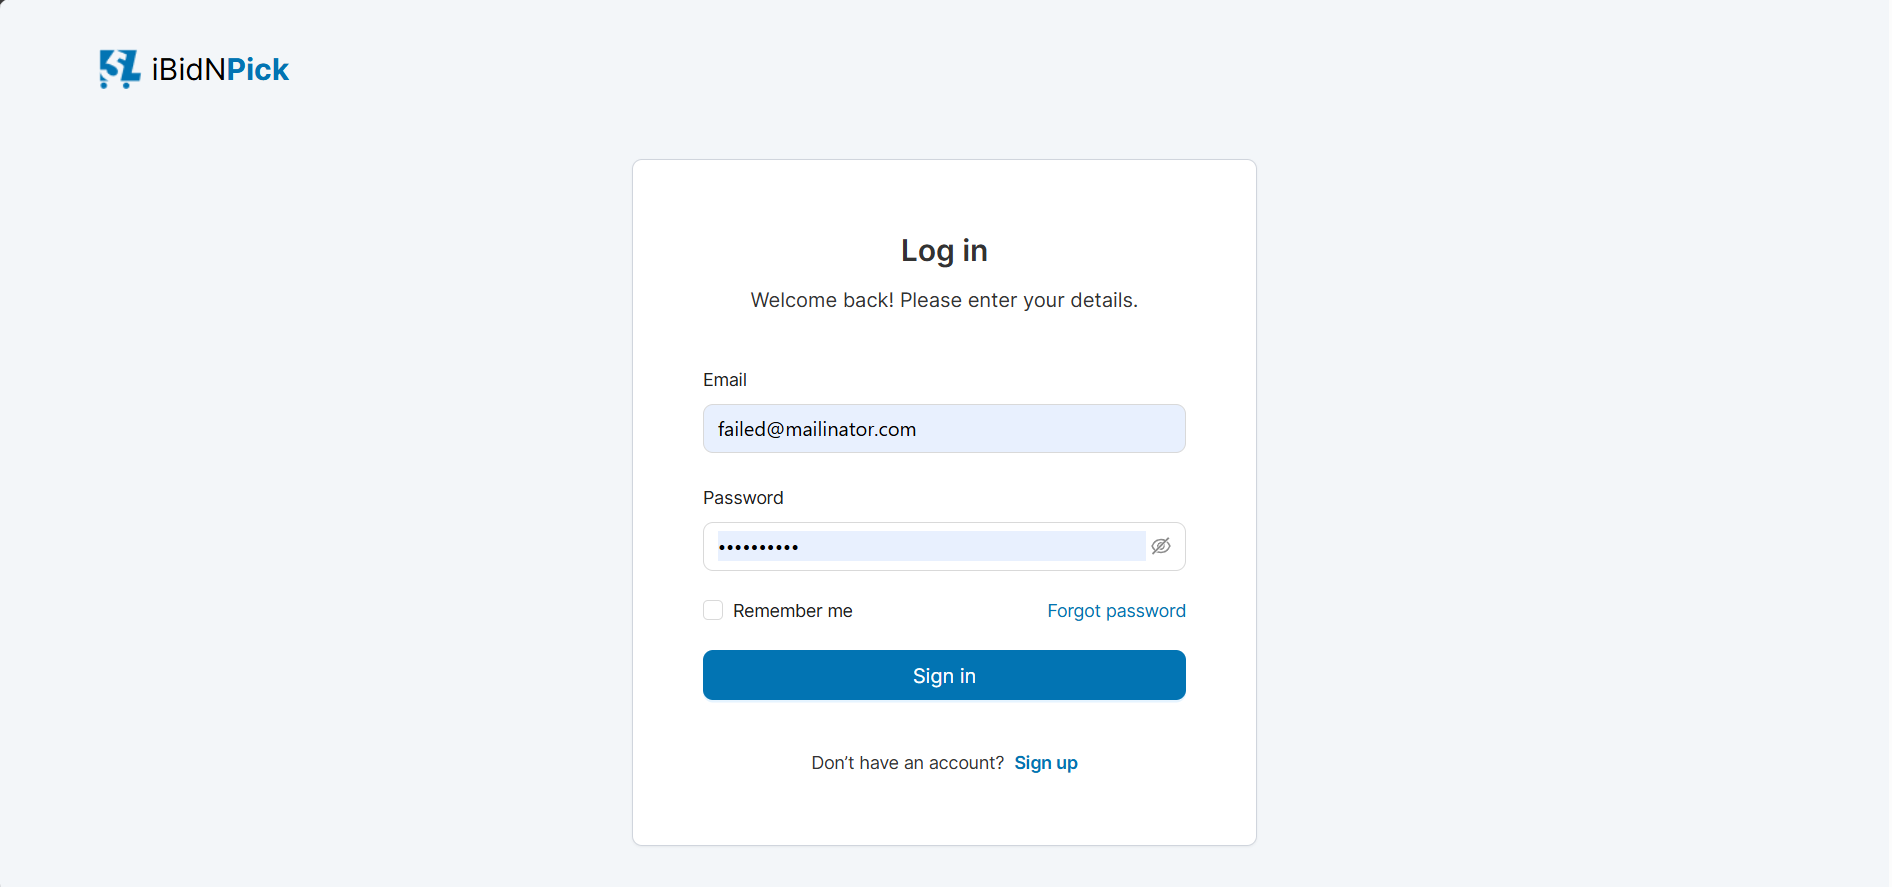 iBidNPick
Log in
Welcome back! Please enter your details.
Email
failed@mailinator.com
Password
••••••••••
Remember me
Forgot password
Sign in
Don’t have an account? Sign up